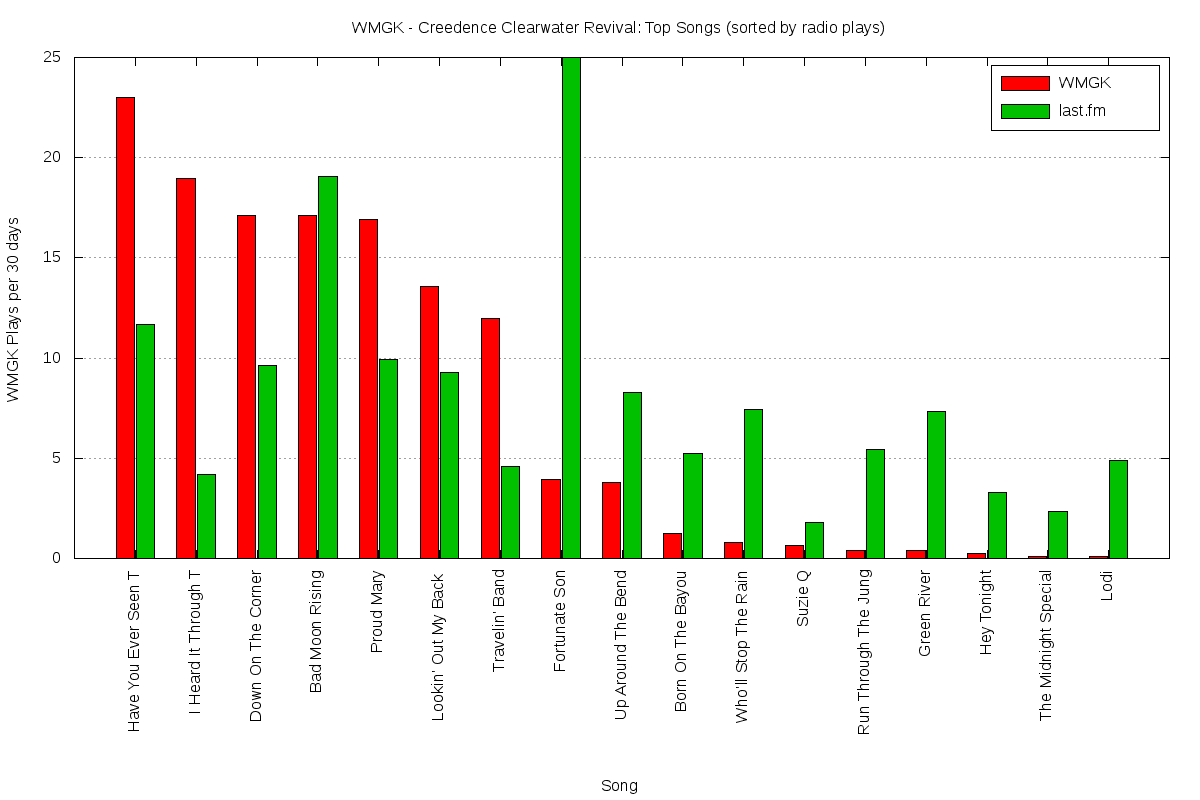 WMGK - Creedence Clearwater Revival: Top Songs (sorted by radio plays)
WMGK
last.fm
25
20
15
10
5
0
WMGK Plays per 30 days
Have You Ever Seen T
I Heard It Through T
Down On The Corner
Bad Moon Rising
Proud Mary
Lookin' Out My Back
Travelin' Band
Fortunate Son
Up Around The Bend
Born On The Bayou
Who'll Stop The Rain
Suzie Q
Run Through The Jung
Green River
Hey Tonight
The Midnight Special
Lodi
Song